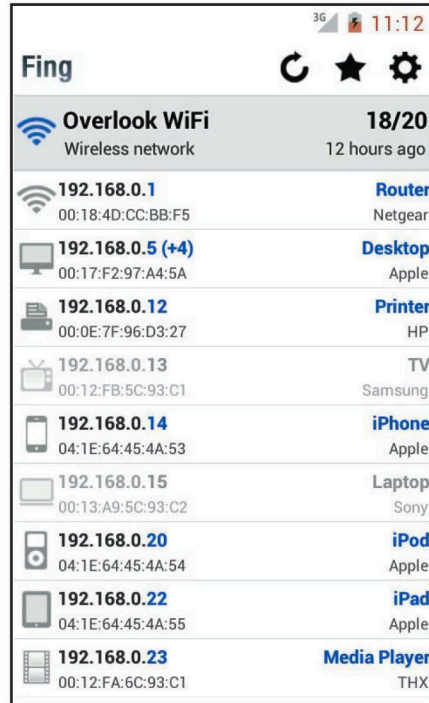 3G 11:12
Fing
Overlook WiFi 18/20
Wireless network 12 hours ago
192.168.0.1 Router
00:18:4D:CC:BB:F5 Netgear
192.168.0.5 (+4) Desktop
00:17:F2:97:A4:5A Apple
192.168.0.12 Printer
00:0E:7F:96:D3:27 HP
192.168.0.13 TV
00:12:FB:5C:93:C1 Samsung
192.168.0.14 iPhone
04:1E:64:45:4A:53 Apple
192.168.0.15 Laptop
00:13:A9:5C:93:C2 Sony
192.168.0.20 iPod
04:1E:64:45:4A:54 Apple
192.168.0.22 iPad
04:1E:64:45:4A:55 Apple
192.168.0.23 Media Player
00:12:FA:6C:93:C1 THX